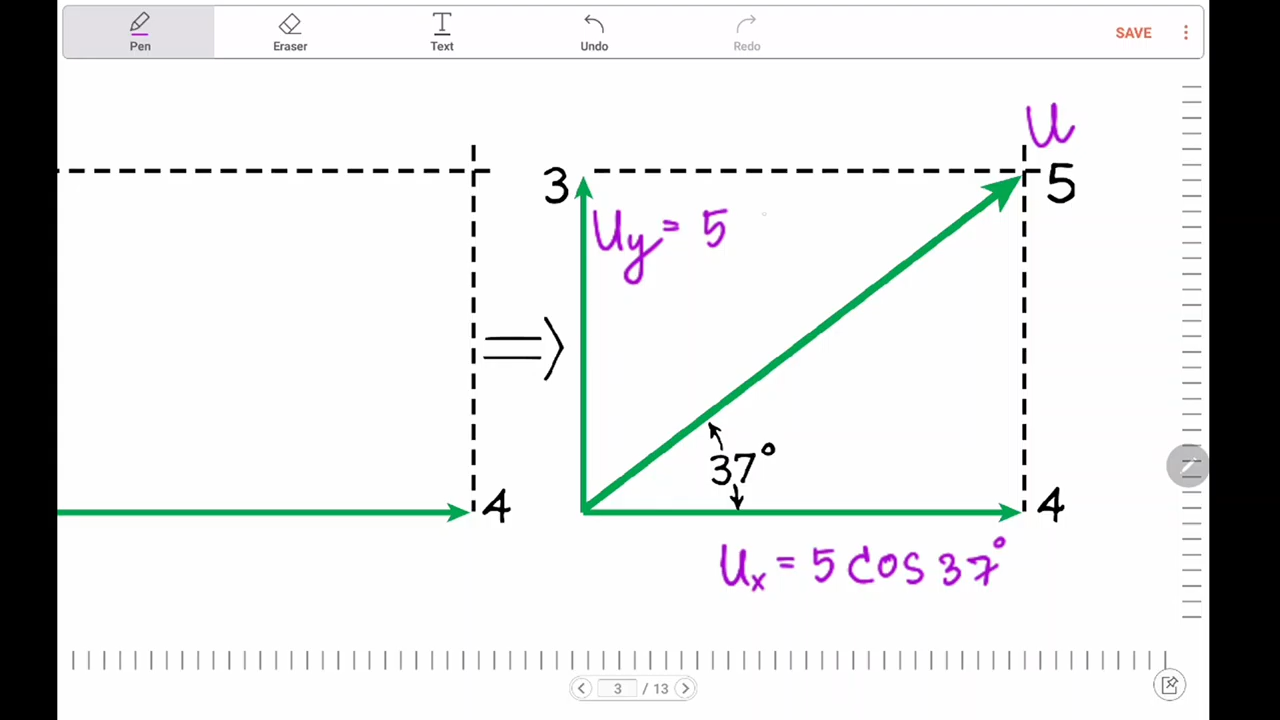 Pen Eraser Text Undo Redo SAVE
U
3 5
Uy = 5
37°
4 4
Ux = 5 cos 37°
3 / 13